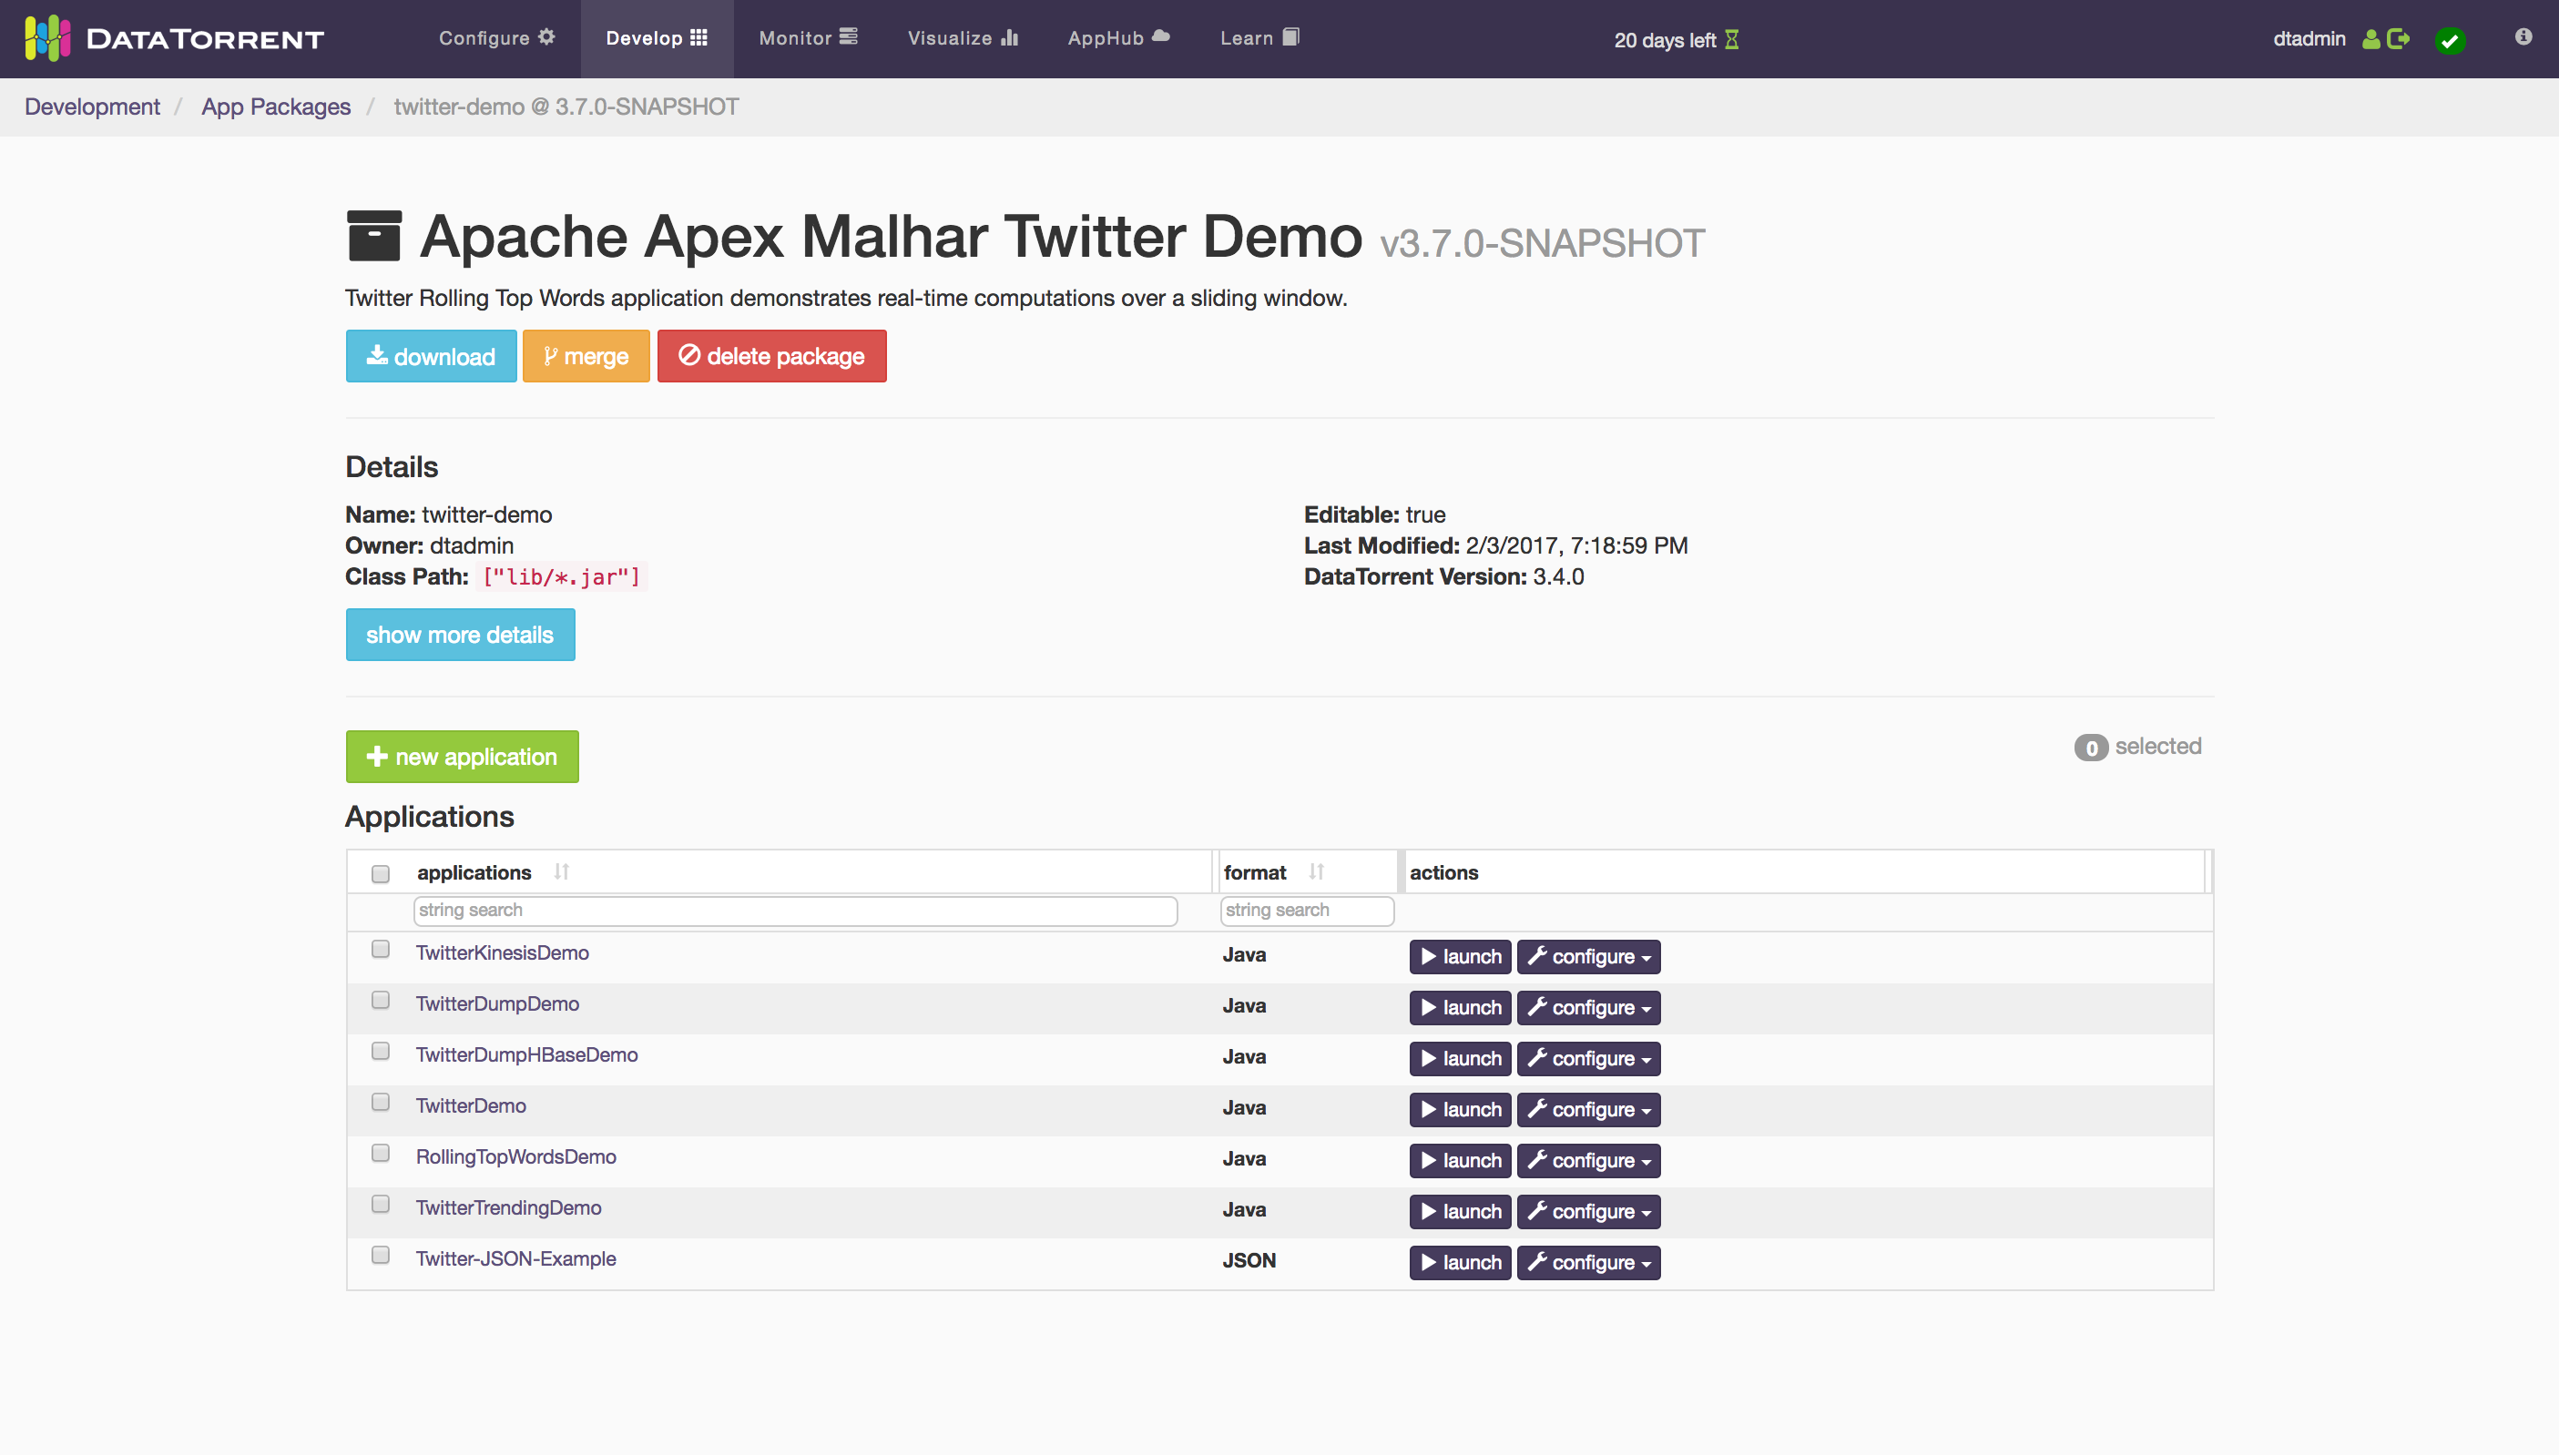 DATATORRENT Configure Develop Monitor Visualize AppHub Learn 20 days left dtadmin
Development / App Packages / twitter-demo @ 3.7.0-SNAPSHOT
Apache Apex Malhar Twitter Demo v3.7.0-SNAPSHOT
Twitter Rolling Top Words application demonstrates real-time computations over a sliding window.
download merge delete package
Details
Name: twitter-demo
Owner: dtadmin
Class Path: ["lib/*.jar"]
Editable: true
Last Modified: 2/3/2017, 7:18:59 PM
DataTorrent Version: 3.4.0
show more details
new application
0 selected
Applications
applications format actions
string search string search
TwitterKinesisDemo Java launch configure
TwitterDumpDemo Java launch configure
TwitterDumpHBaseDemo Java launch configure
TwitterDemo Java launch configure
RollingTopWordsDemo Java launch configure
TwitterTrendingDemo Java launch configure
Twitter-JSON-Example JSON launch configure